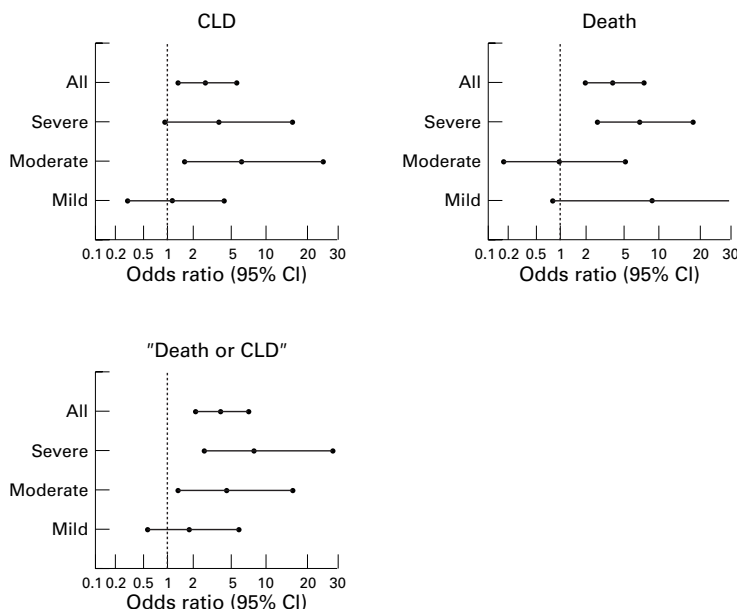 CLD
All
Severe
Moderate
Mild
0.1 0.2 0.5 1 2 5 10 20 30
Odds ratio (95% CI)
Death
All
Severe
Moderate
Mild
0.1 0.2 0.5 1 2 5 10 20 30
Odds ratio (95% CI)
"Death or CLD"
All
Severe
Moderate
Mild
0.1 0.2 0.5 1 2 5 10 20 30
Odds ratio (95% CI)